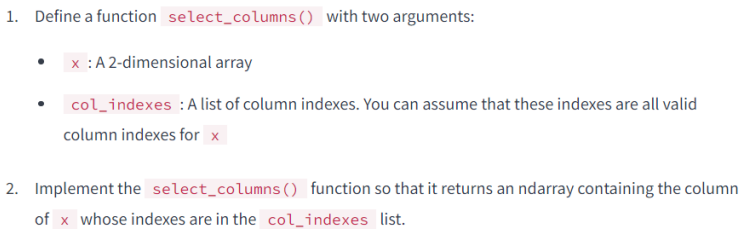 1. Define a function select_columns() with two arguments:
• x : A 2-dimensional array
• col_indexes : A list of column indexes. You can assume that these indexes are all valid
column indexes for x
2. Implement the select_columns() function so that it returns an ndarray containing the column
of x whose indexes are in the col_indexes list.